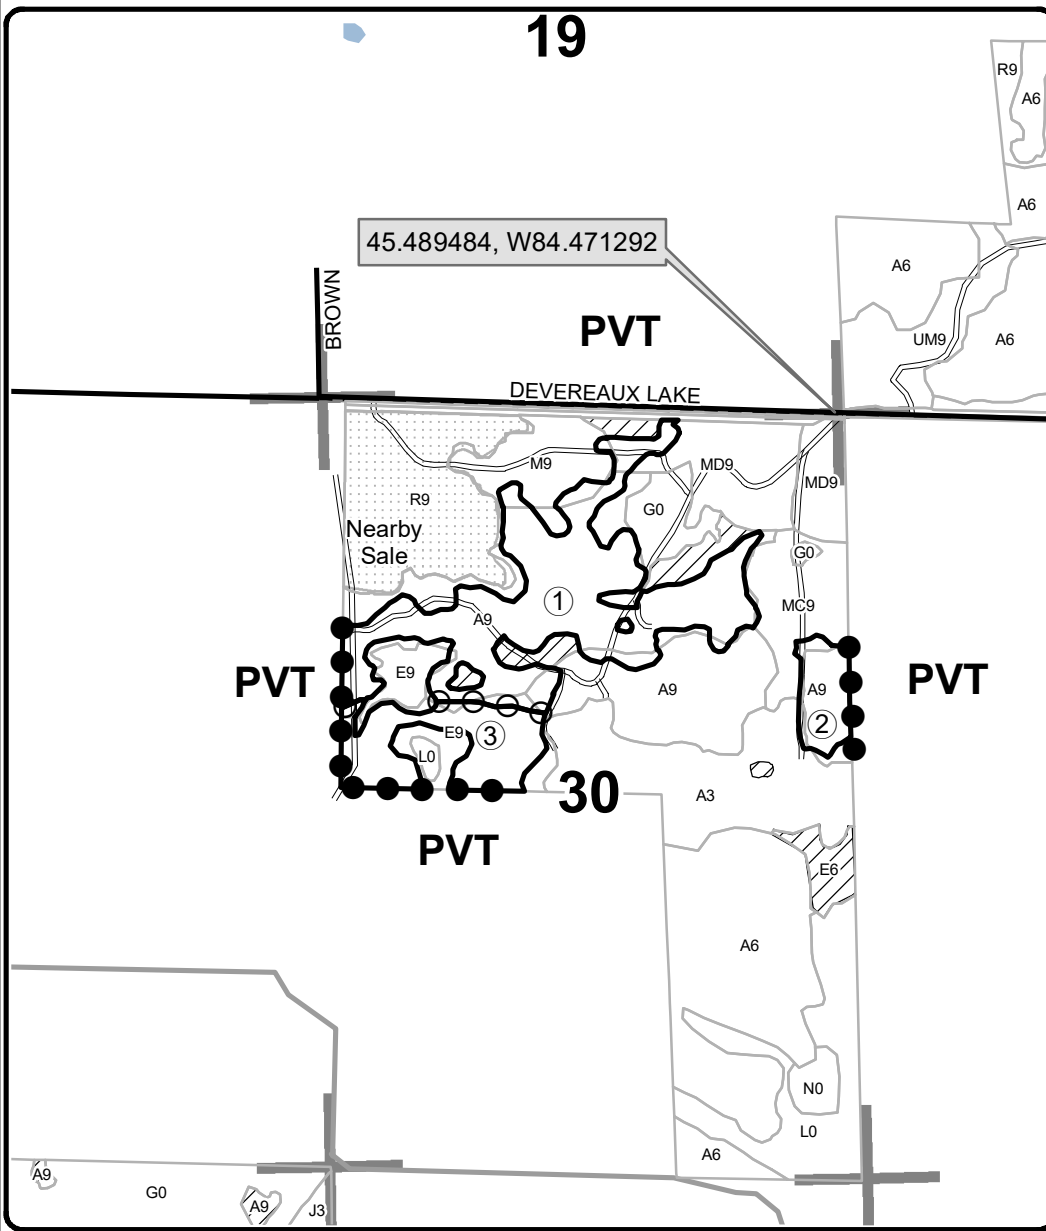 19
R9
A6
A6
45.489484, W84.471292
A6
BROWN
PVT
UM9
A6
DEVEREAUX LAKE
M9
MD9
MD9
R9
G0
Nearby
Sale
G0
1
MC9
A9
PVT
E9
A9
A9
PVT
2
E9
3
L0
30
A3
PVT
E6
A6
N0
L0
A6
A9
G0
A9
J3